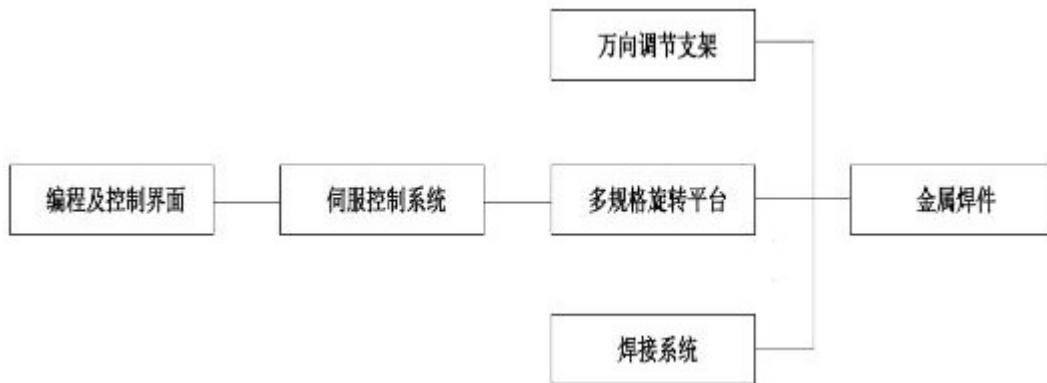 万向调节支架
编程及控制界面
伺服控制系统
多规格旋转平台
金属焊件
焊接系统